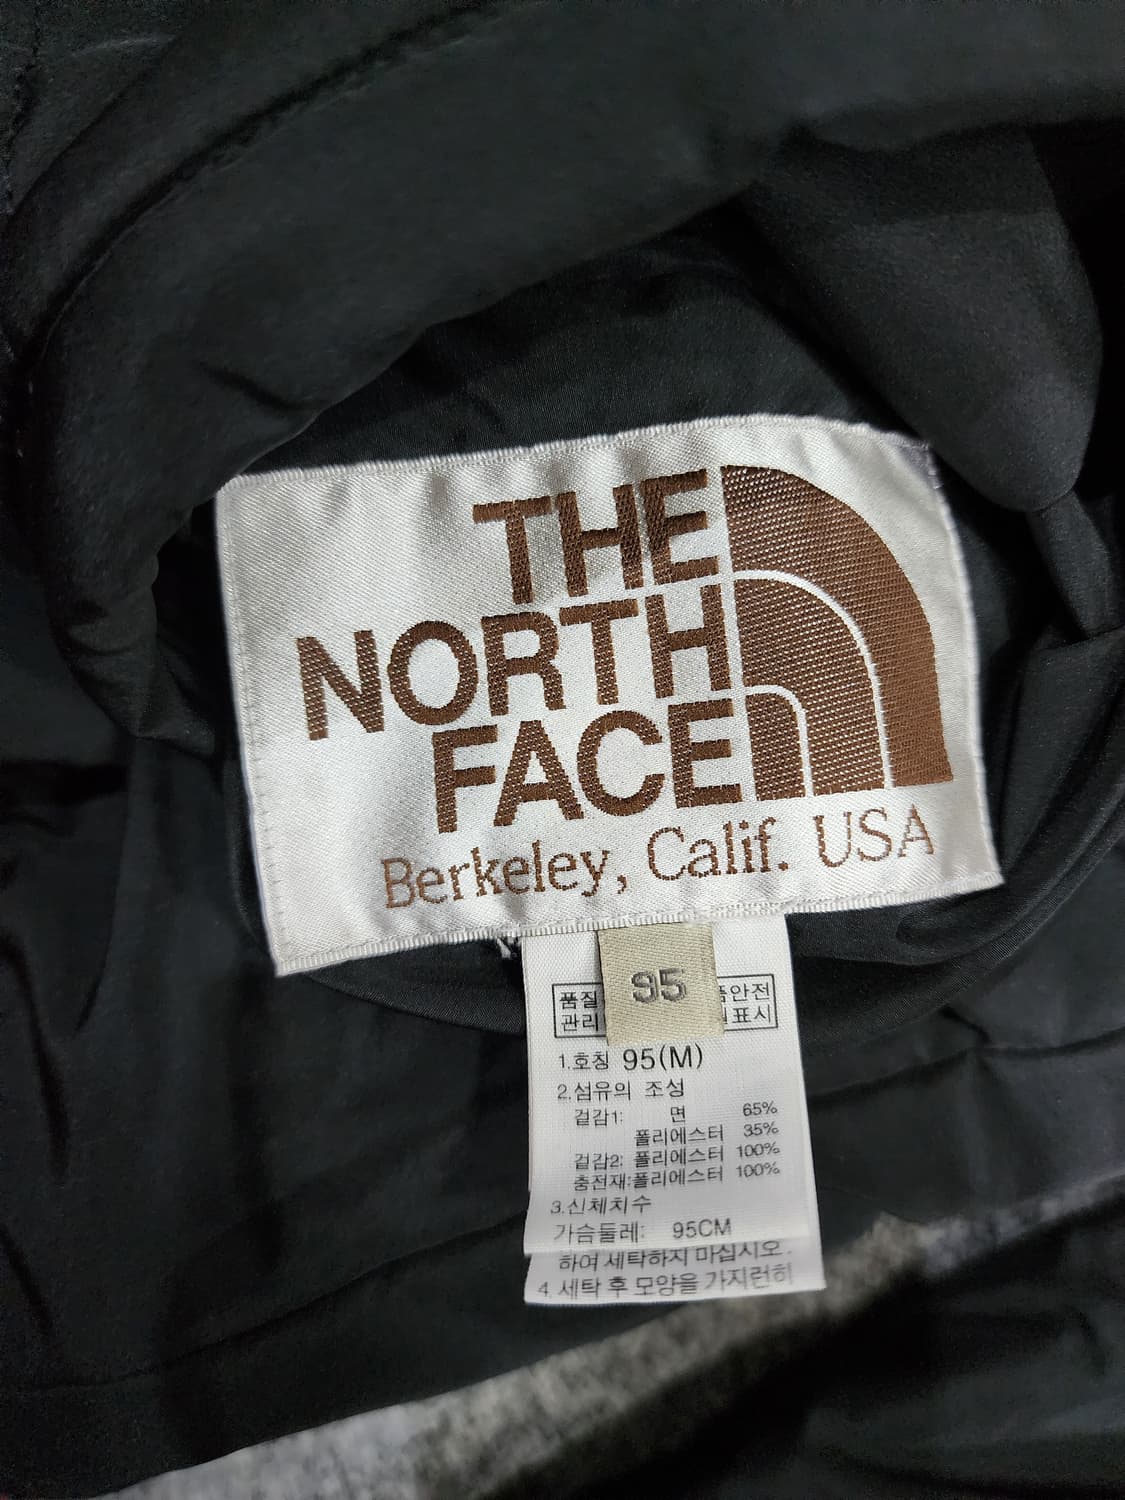 THE
NORTH
FACE
Berkeley, Calif. USA
95
품질 안전
관리 표시
1.호칭 95(M)
2.섬유의 조성
겉감1: 면 65%
폴리에스터 35%
겉감2: 폴리에스터 100%
충전재:폴리에스터 100%
3.신체치수
가슴둘레: 95CM
하여 세탁하지 마십시오.
4.세탁 후 모양을 가지런히